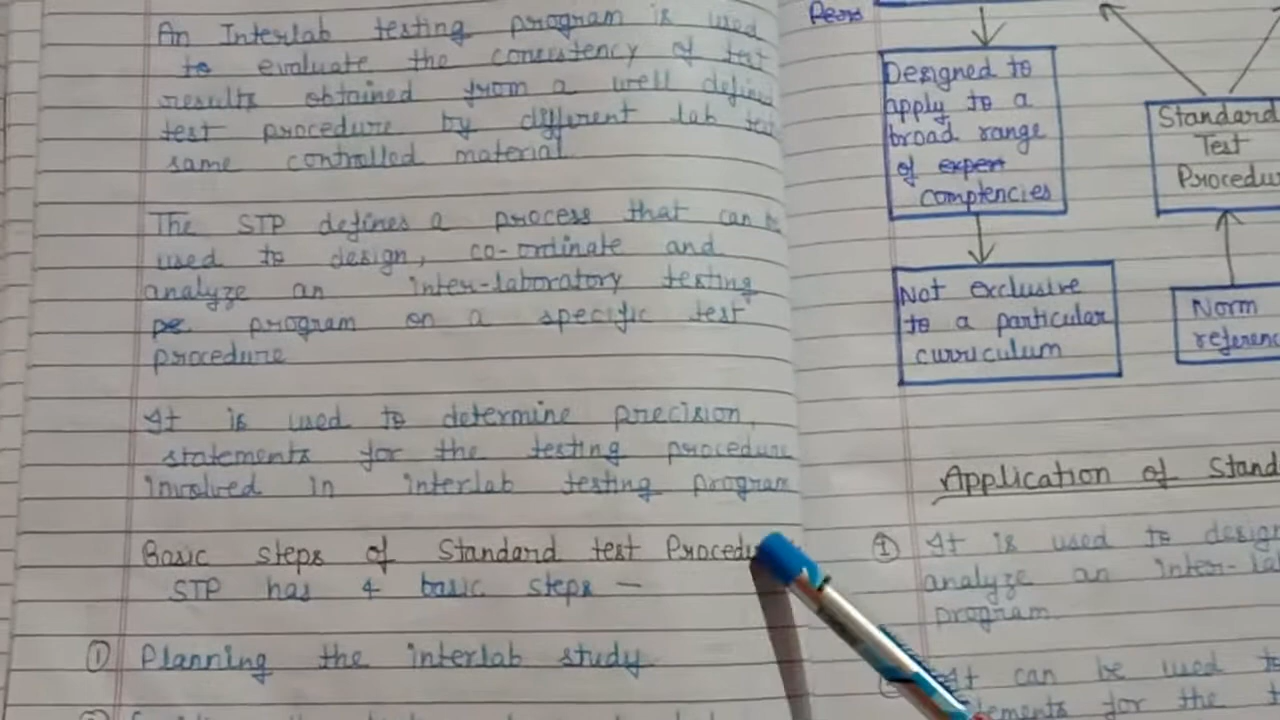 An Interlab testing program is used
to evaluate the consistency of test
results obtained from a well defined
test procedure by different lab test
same controlled material
The STP defines a process that can be
used to design, co-ordinate and
analyze an inter-laboratory testing
pe program on a specific test
procedure
It is used to determine precision
statements for the testing procedure
involved in interlab testing program
Basic steps of Standard test Procedu
STP has 4 basic steps —
① Planning the interlab study
Designed to
apply to a
broad range
of expert
comptencies
Not exclusive
to a particular
curriculum
Standard
Test
Procedu
Norm
referenc
Application of Stand
① It is used to design
analyze an inter-la
program
It can be used to
statements for the t